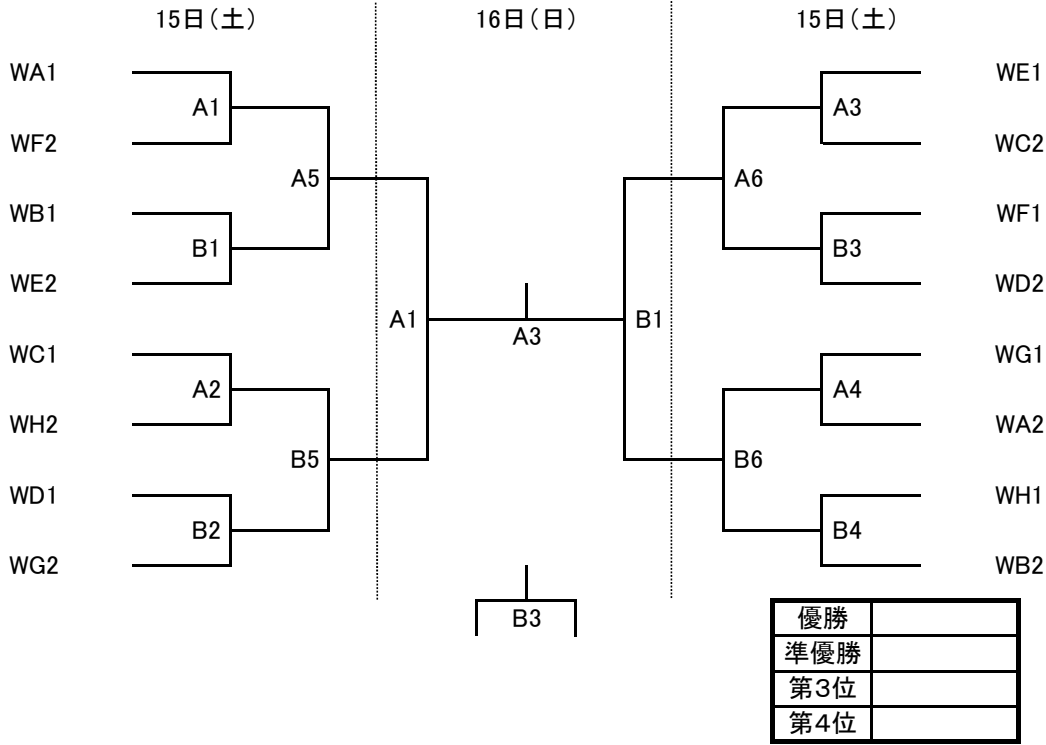 15日（土） 16日（日） 15日（土）
WA1 WE1
A1 A3
WF2 WC2
A5 A6
WB1 WF1
B1 B3
WE2 WD2
A1 A3 B1
WC1 WG1
A2 A4
WH2 WA2
B5 B6
WD1 WH1
B2 B4
WG2 WB2
B3
優勝
準優勝
第３位
第４位